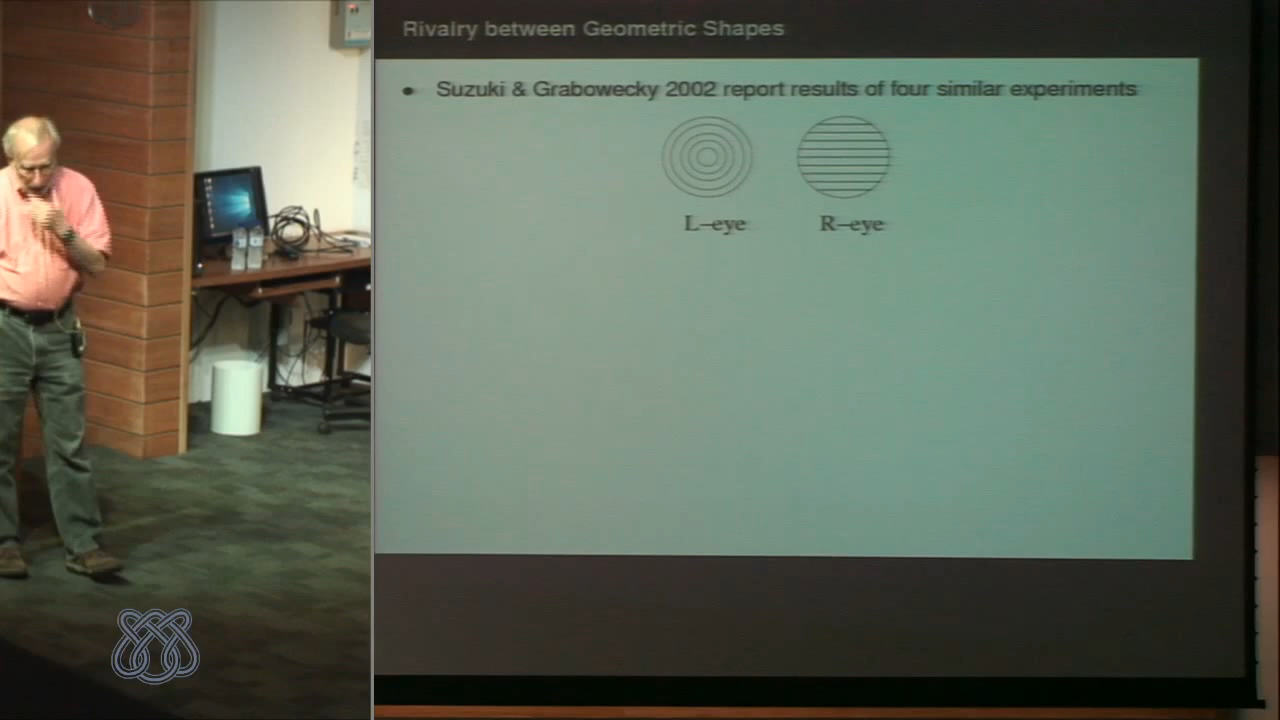 Rivalry between Geometric Shapes
• Suzuki & Grabowecky 2002 report results of four similar experiments
L–eye R–eye